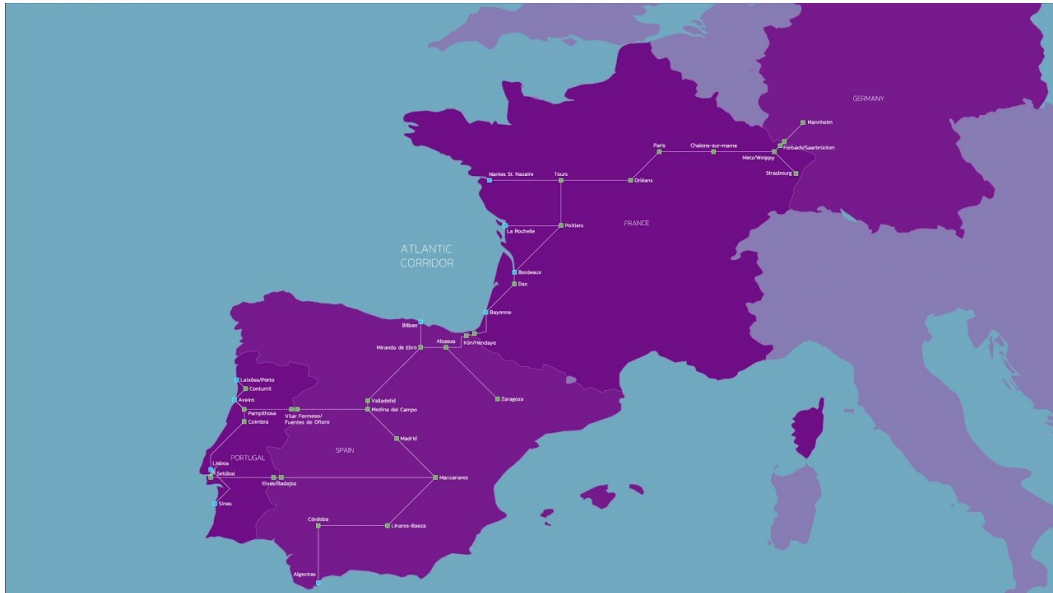 Mannheim
GERMANY
Forbach/Saarbrücken
Paris
Chalons-sur-marne
Metz/Woippy
Strasbourg
Nantes St. Nazaire
Tours
Orléans
La Rochelle
Poitiers
FRANCE
ATLANTIC
CORRIDOR
Bordeaux
Dax
Bayonne
Bilbao
Alsasua
Irún/Hendaye
Miranda de Ebro
Leixões/Porto
Contumil
Aveiro
Pampilhosa
Coimbra
Vilar Formoso/
Fuentes de Oñoro
Valladolid
Medina del Campo
Zaragoza
Madrid
SPAIN
PORTUGAL
Lisboa
Setúbal
Elvas/Badajoz
Manzanares
Sines
Córdoba
Linares-Baeza
Algeciras